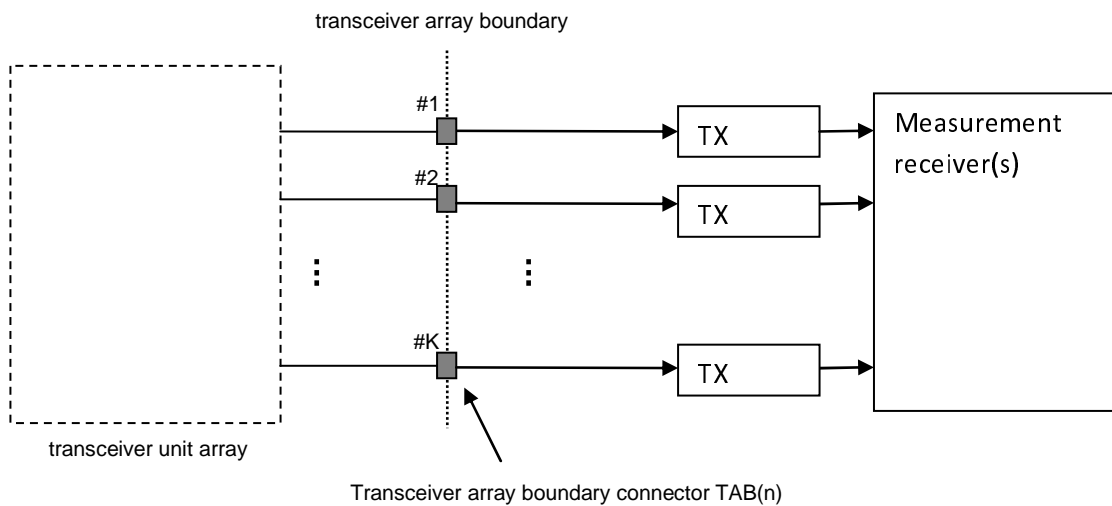 transceiver array boundary
#1
TX
Measurement
receiver(s)
#2
TX
#K
TX
transceiver unit array
Transceiver array boundary connector TAB(n)